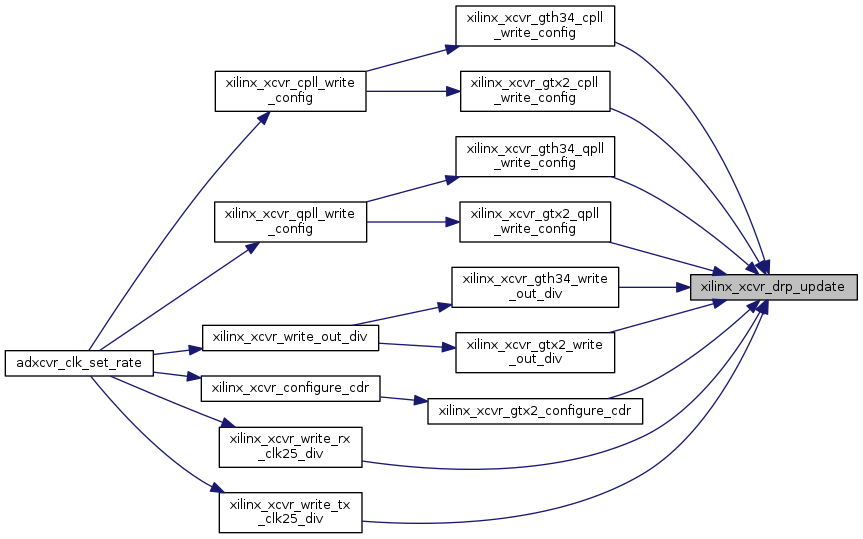 xilinx_xcvr_gth34_cpll
_write_config
xilinx_xcvr_cpll_write
_config
xilinx_xcvr_gtx2_cpll
_write_config
xilinx_xcvr_gth34_qpll
_write_config
xilinx_xcvr_qpll_write
_config
xilinx_xcvr_gtx2_qpll
_write_config
xilinx_xcvr_gth34_write
_out_div
xilinx_xcvr_drp_update
xilinx_xcvr_write_out_div
xilinx_xcvr_gtx2_write
_out_div
adxcvr_clk_set_rate
xilinx_xcvr_configure_cdr
xilinx_xcvr_gtx2_configure_cdr
xilinx_xcvr_write_rx
_clk25_div
xilinx_xcvr_write_tx
_clk25_div